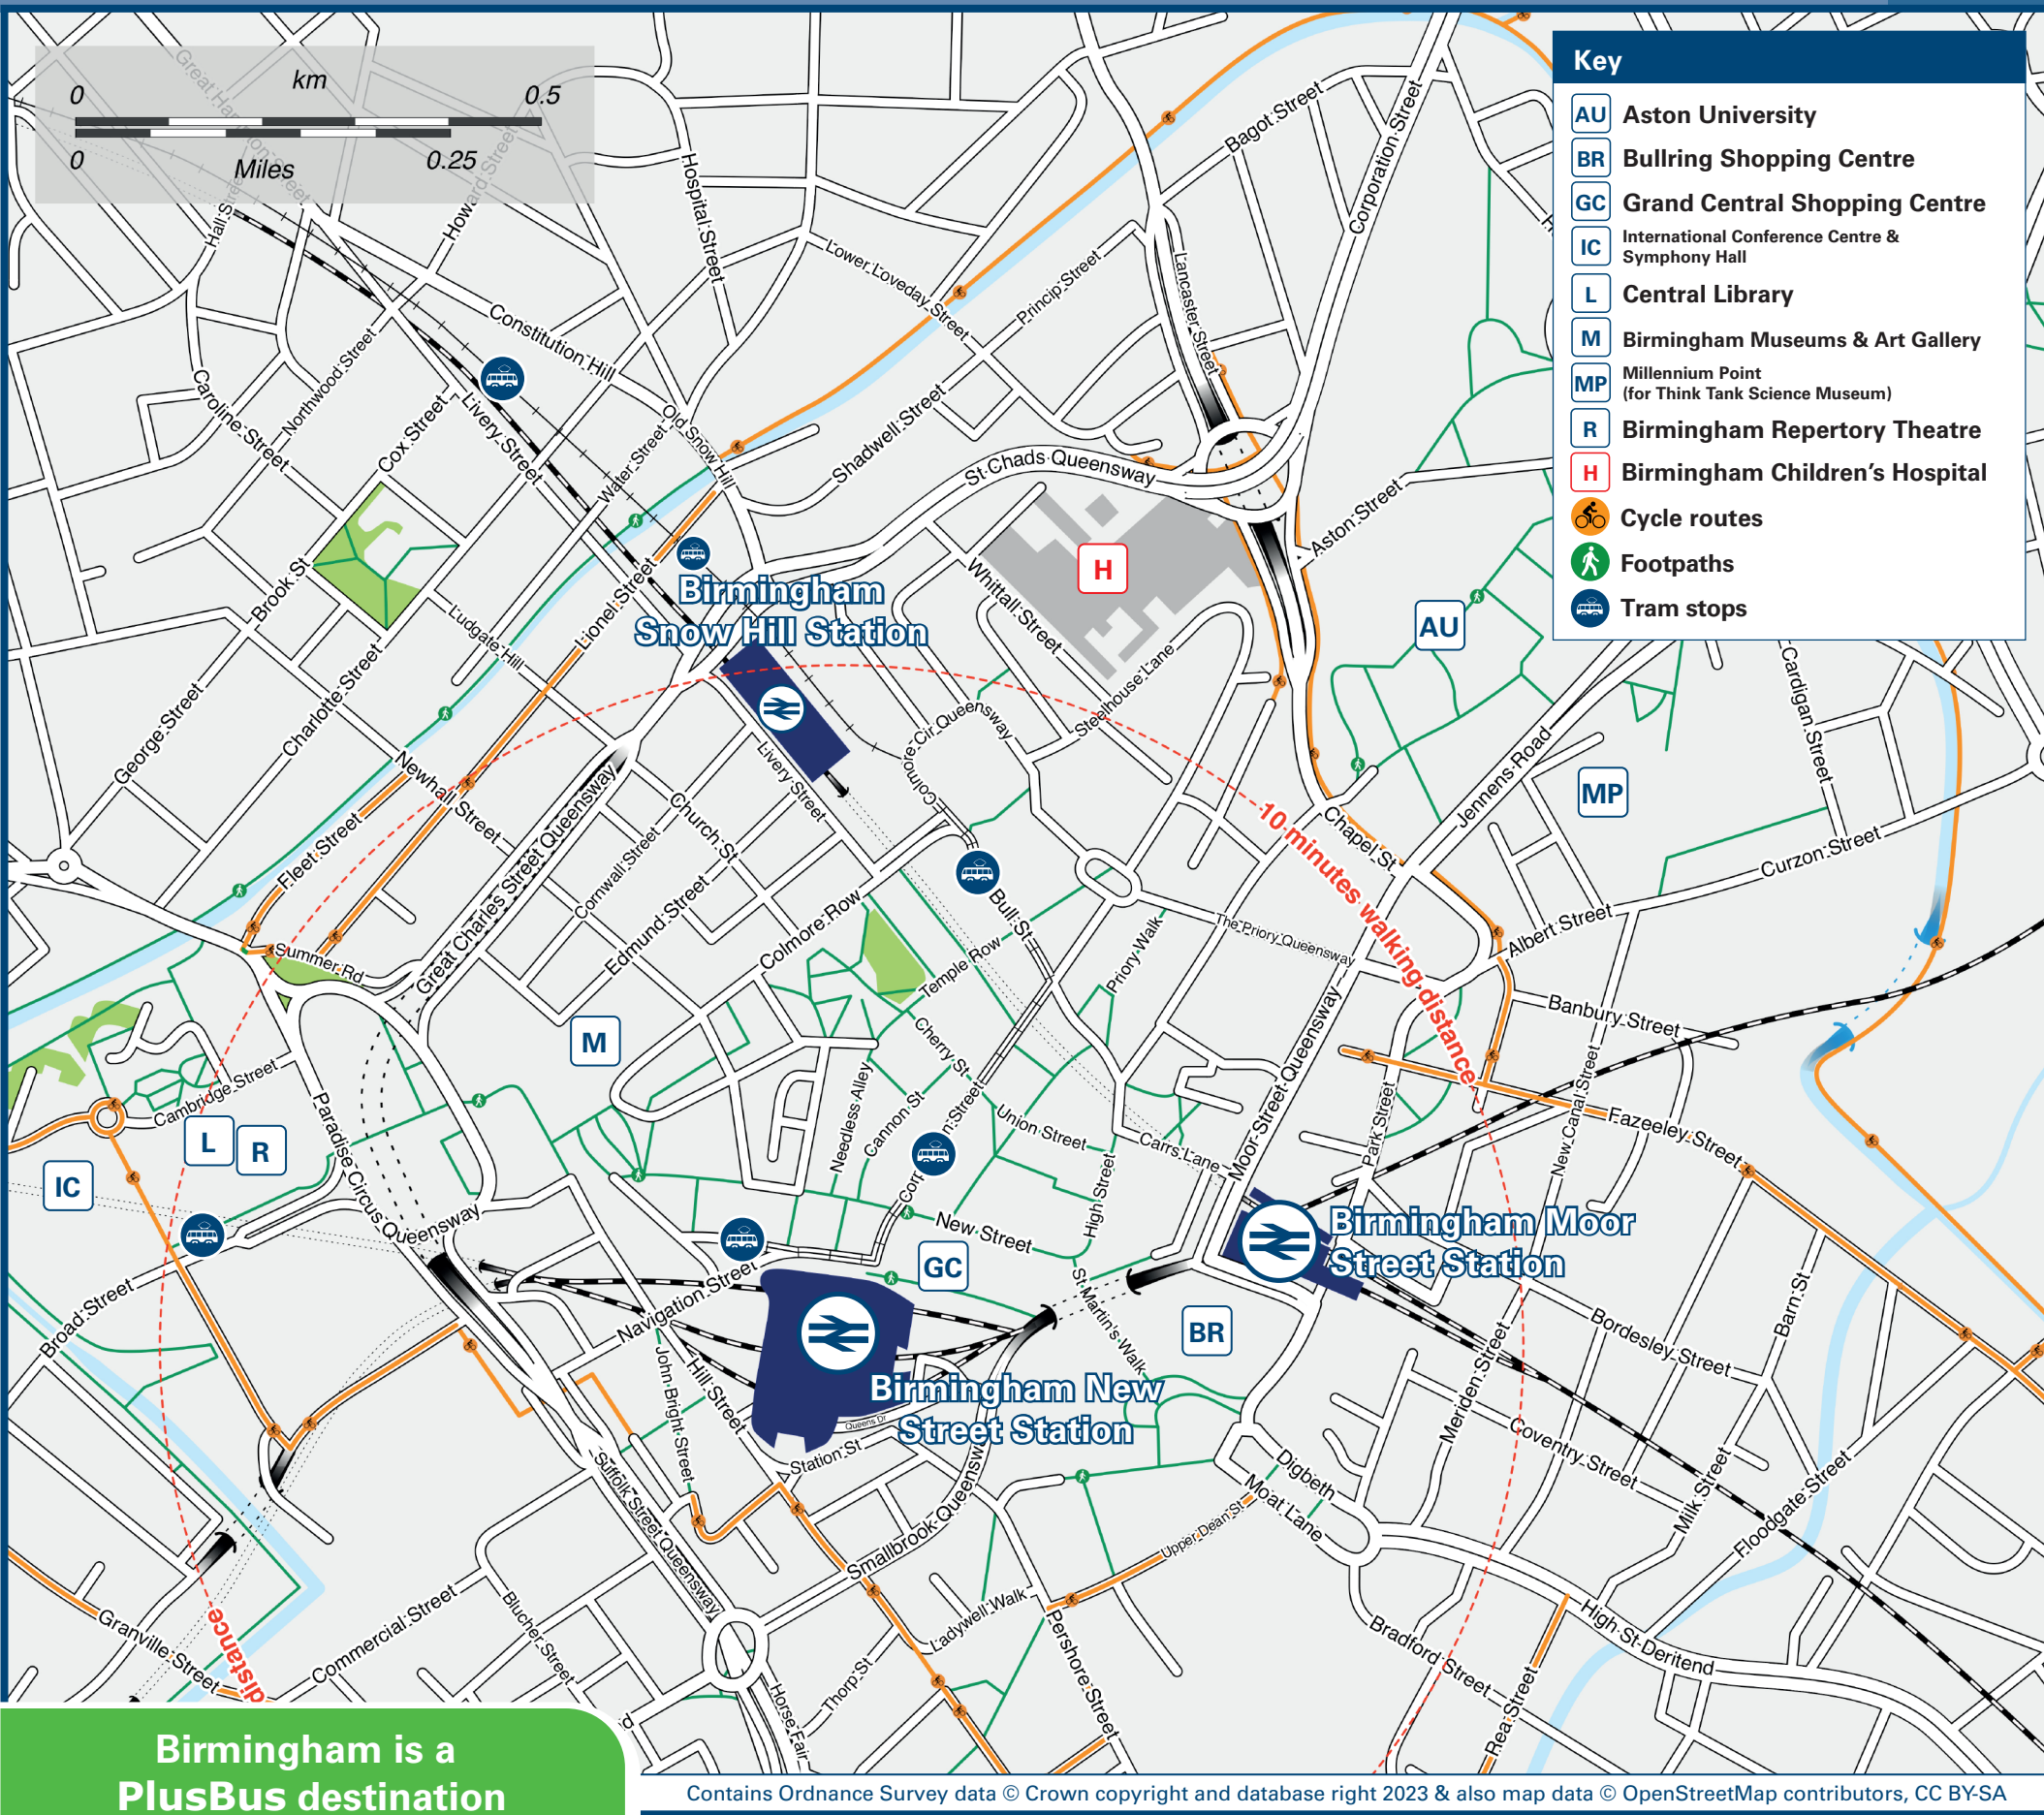 km
0
0.5
0
0.25
Miles
Key
AU
Aston University
BR
Bullring Shopping Centre
GC
Grand Central Shopping Centre
IC
International Conference Centre &
Symphony Hall
L
Central Library
M
Birmingham Museums & Art Gallery
MP
Millennium Point
(for Think Tank Science Museum)
R
Birmingham Repertory Theatre
H
Birmingham Children's Hospital
Cycle routes
Footpaths
Tram stops
Howard Street
Hospital Street
Bagot Street
Corporation Street
Lower Loveday Street
Princip Street
Lancaster Street
Constitution Hill
Northwood Street
Caroline Street
Cox Street
Livery Street
Old Snow Hill
Water Street
Shadwell Street
St Chads Queensway
Aston Street
H
Whittall Street
Brook St
Birmingham
Snow Hill Station
Lionel Street
Ludgate Hill
AU
Steelhouse Lane
Charlotte Street
George Street
Colmore Cir Queensway
Cardigan Street
Livery Street
Newhall Street
Jennens Road
MP
Great Charles Street Queensway
Church St
Chapel St
10 minutes walking distance
Fleet Street
Cornwall Street
Curzon Street
Edmund Street
Colmore Row
Bull St
Albert Street
Summer Rd
Temple Row
Priory Walk
The Priory Queensway
Banbury Street
M
Cherry St
Moor Street Queensway
Cambridge Street
Needless Alley
Cannon St
Union Street
Park Street
New Canal Street
Fazeeley Street
L
R
IC
Paradise Circus Queensway
Carrs Lane
High Street
New Street
Birmingham Moor
Street Station
GC
Broad Street
Navigation Street
St Martin's Walk
BR
Bordesley Street
Barn St
John Bright Street
Hill Street
Birmingham New
Street Station
Queens Dr
Meriden Street
Station St
Coventry Street
Suffolk Street Queensway
Digbeth
Moat Lane
Milk Street
Floodgate Street
Smallbrook Queensw
Upper Dean St
Granville Street
distance
Commercial Street
Blucher Street
Ladywell Walk
Pershore Street
Thorp St
Horse Fair
Bradford Street
High St Deritend
Rea Street
Birmingham is a
PlusBus destination
Contains Ordnance Survey data © Crown copyright and database right 2023 & also map data © OpenStreetMap contributors, CC BY-SA